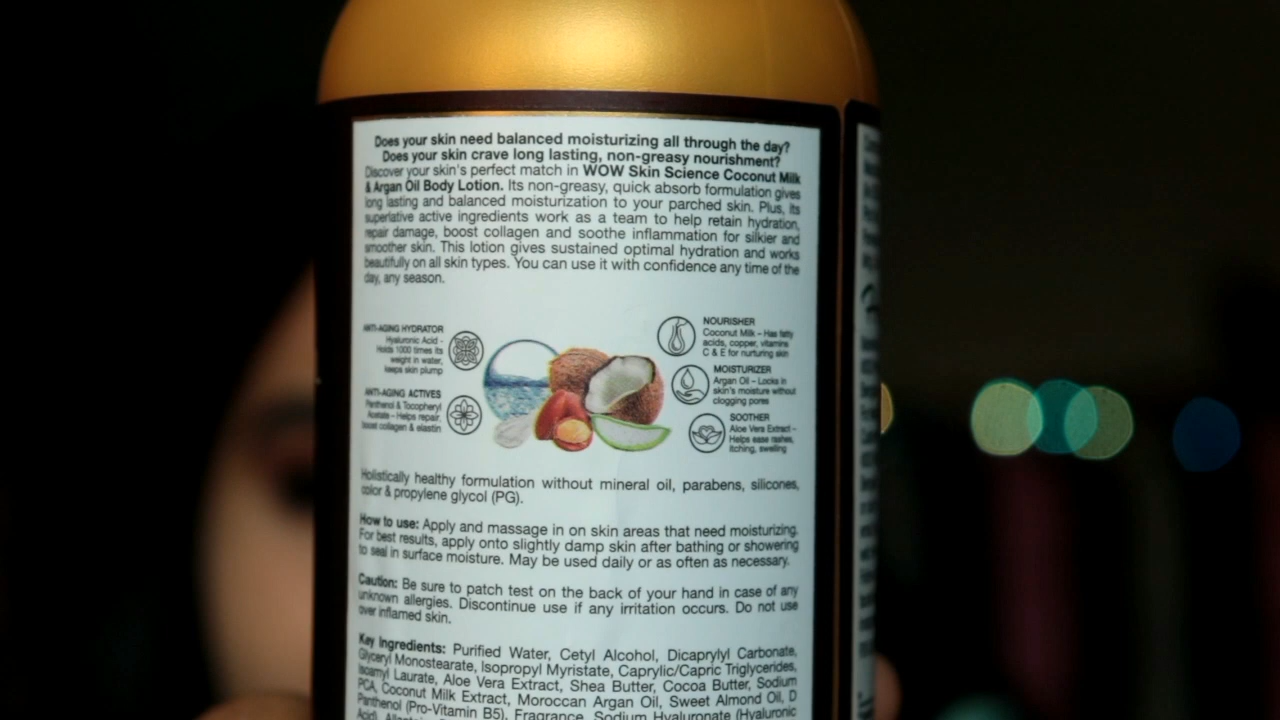 Does your skin need balanced moisturizing all through the day?
Does your skin crave long lasting, non-greasy nourishment?
Discover your skin's perfect match in WOW Skin Science Coconut Milk
& Argan Oil Body Lotion. Its non-greasy, quick absorb formulation gives
long lasting and balanced moisturization to your parched skin. Plus, its
superlative active ingredients work as a team to help retain hydration,
repair damage, boost collagen and soothe inflammation for silkier and
smoother skin. This lotion gives sustained optimal hydration and works
beautifully on all skin types. You can use it with confidence any time of the
day, any season.
ANTI-AGING HYDRATOR
Hyaluronic Acid -
Holds 1000 times its
weight in water,
keeps skin plump
ANTI-AGING ACTIVES
Panthenol & Tocopheryl
Acetate - Helps repair,
boost collagen & elastin
NOURISHER
Coconut Milk – Has fatty
acids, copper, vitamins
C & E for nurturing skin
MOISTURIZER
Argan Oil – Locks in
skin's moisture without
clogging pores
SOOTHER
Aloe Vera Extract –
Helps ease rashes,
itching, swelling
Holistically healthy formulation without mineral oil, parabens, silicones,
color & propylene glycol (PG).
How to use: Apply and massage in on skin areas that need moisturizing.
For best results, apply onto slightly damp skin after bathing or showering
to seal in surface moisture. May be used daily or as often as necessary.
Caution: Be sure to patch test on the back of your hand in case of any
unknown allergies. Discontinue use if any irritation occurs. Do not use
over inflamed skin.
Key Ingredients: Purified Water, Cetyl Alcohol, Dicaprylyl Carbonate,
Glyceryl Monostearate, Isopropyl Myristate, Caprylic/Capric Triglycerides,
Isoamyl Laurate, Aloe Vera Extract, Shea Butter, Cocoa Butter, Sodium
PCA, Coconut Milk Extract, Moroccan Argan Oil, Sweet Almond Oil, D
Panthenol (Pro-Vitamin B5), Fragrance, Sodium Hyaluronate (Hyaluronic